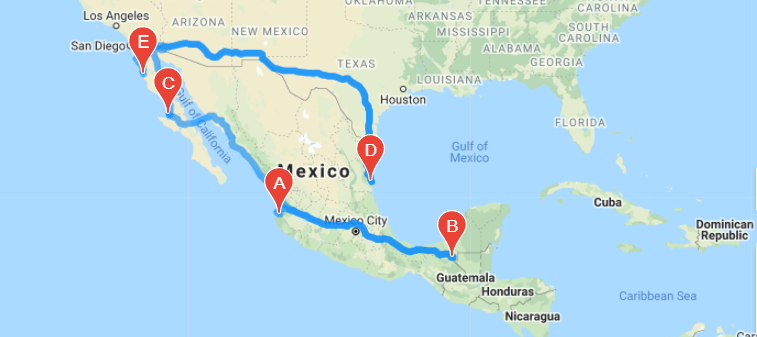 OKLAHOMA
TENNESSEE
Los Angeles
ARIZONA
ARKANSAS
NEW MEXICO
MISSISSIPPI
SOUTH
CAROLINA
San Diego
E
ALABAMA
TEXAS
GEORGIA
LOUISIANA
C
Houston
Gulf of California
FLORIDA
D
Gulf of
Mexico
Mexico
A
Cuba
Mexico City
B
Dominican
Republic
Guatemala
Honduras
Caribbean Sea
Nicaragua